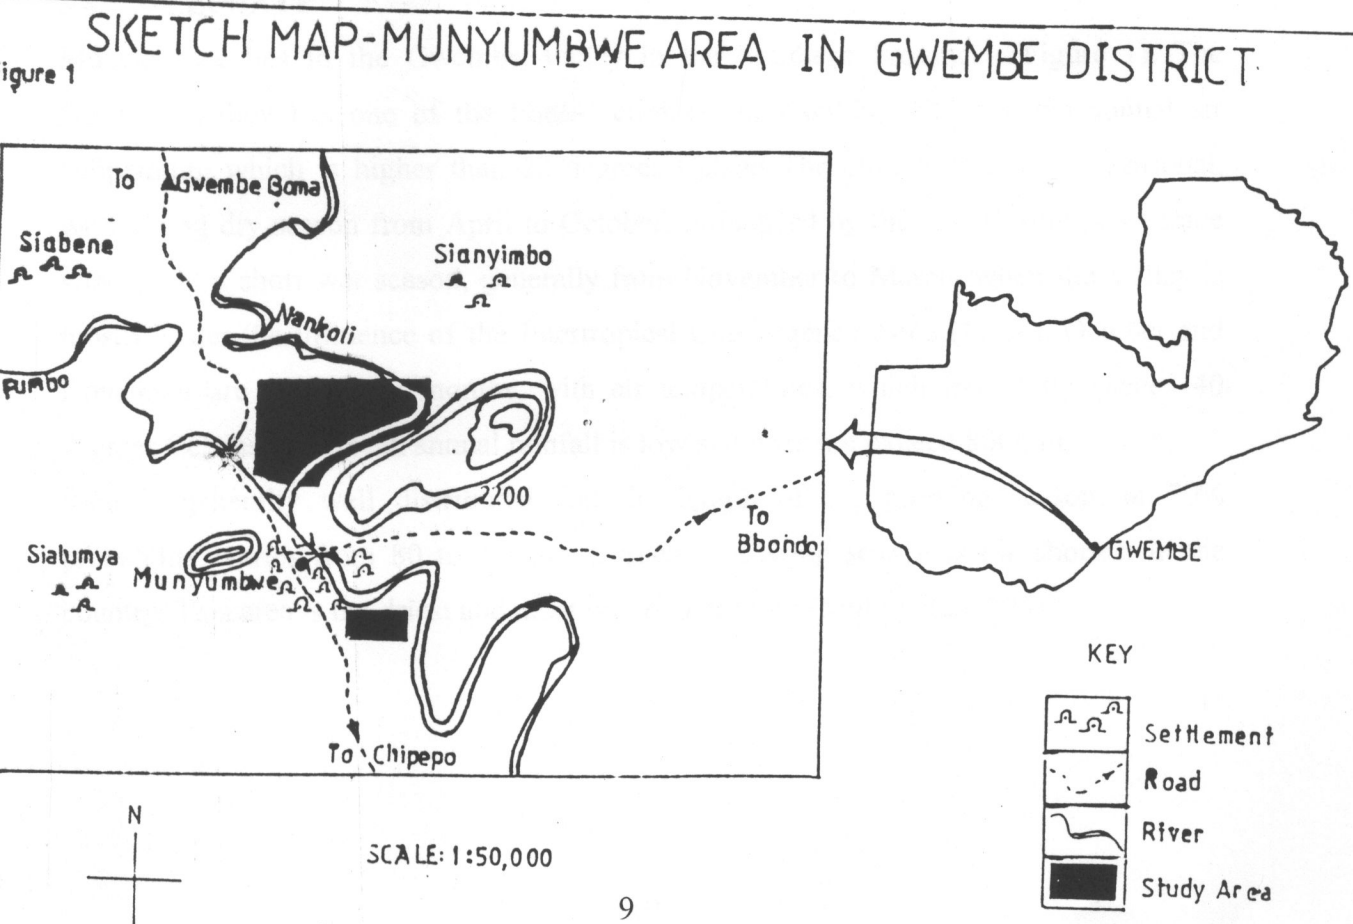 SKETCH MAP-MUNYUMBWE AREA IN GWEMBE DISTRICT
igure 1
To Gwembe Boma
Siabene
Sianyimbo
Nankoli
Fumbo
2200
To
Bbondo
Sialumya
Munyumbwe
GWEMBE
To Chipepo
KEY
Settlement
Road
River
Study Area
N
SCALE: 1:50,000
9